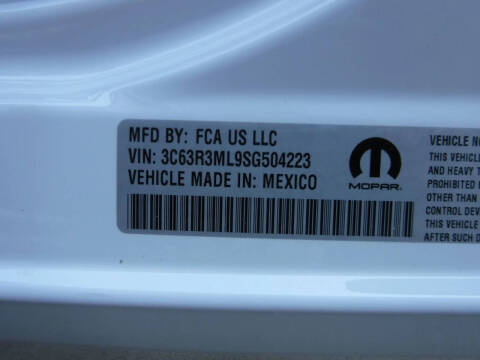 MFD BY: FCA US LLC
VIN: 3C63R3ML9SG504223
VEHICLE MADE IN: MEXICO
MOPAR
VEHICLE
THIS VEHICLE
AND HEAVY
PROHIBITED
OTHER THAN
CONTROL
THIS VEHICLE
AFTER SUCH